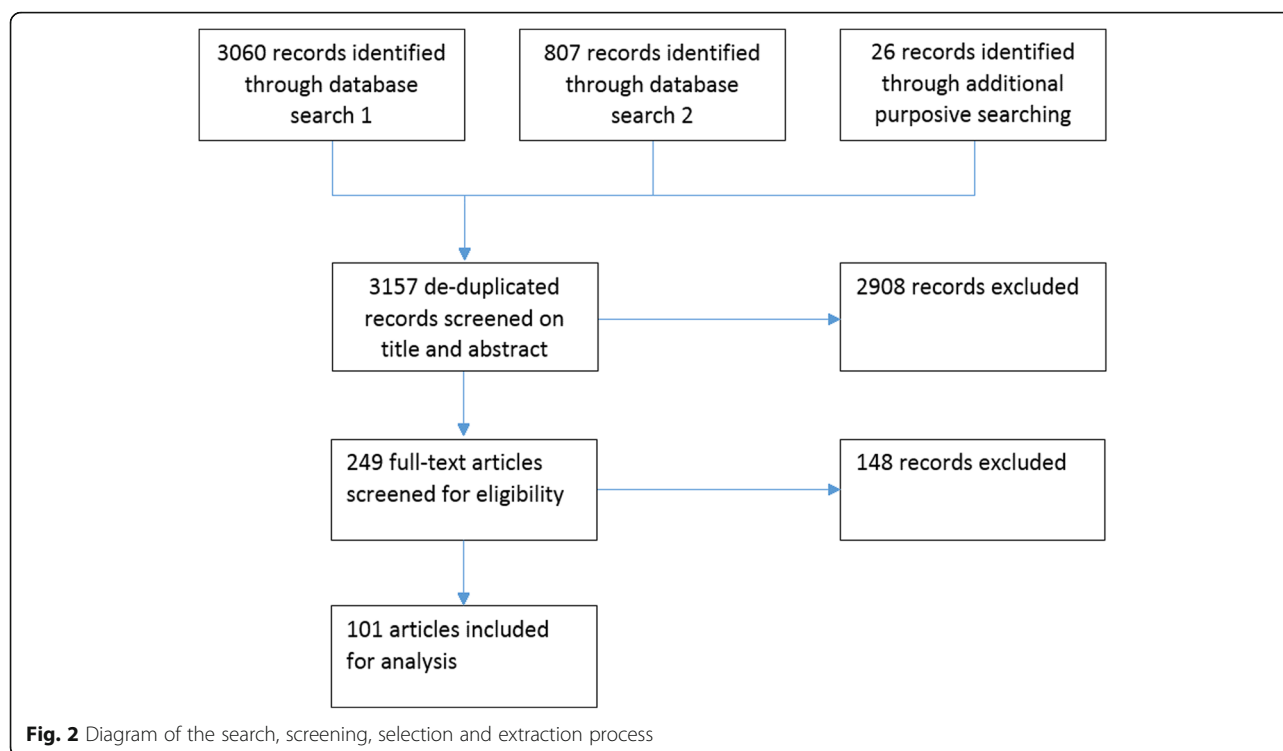 3060 records identified
through database
search 1
807 records identified
through database
search 2
26 records identified
through additional
purposive searching
3157 de-duplicated
records screened on
title and abstract
2908 records excluded
249 full-text articles
screened for eligibility
148 records excluded
101 articles included
for analysis
Fig. 2 Diagram of the search, screening, selection and extraction process